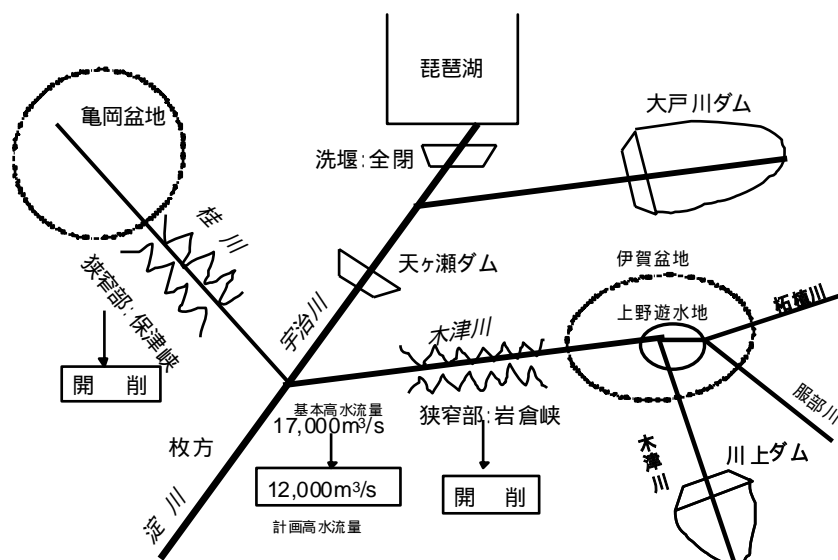 琵琶湖
亀岡盆地
大戸川ダム
洗堰:全閉
桂川
天ヶ瀬ダム
伊賀盆地
柘植川
狭窄部:保津峡
宇治川
木津川
上野遊水地
開 削
基本高水流量
17,000m³/s
狭窄部:岩倉峡
服部川
枚方
木津川
川上ダム
12,000m³/s
開 削
淀川
計画高水流量